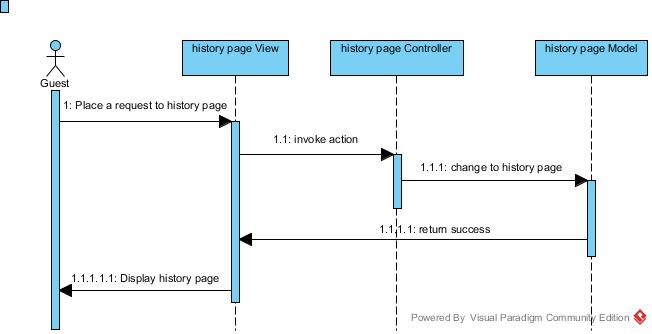 history page View
history page Controller
history page Model
Guest
1: Place a request to history page
1.1: invoke action
1.1.1: change to history page
1.1.1.1: return success
1.1.1.1.1: Display history page
Powered By Visual Paradigm Community Edition